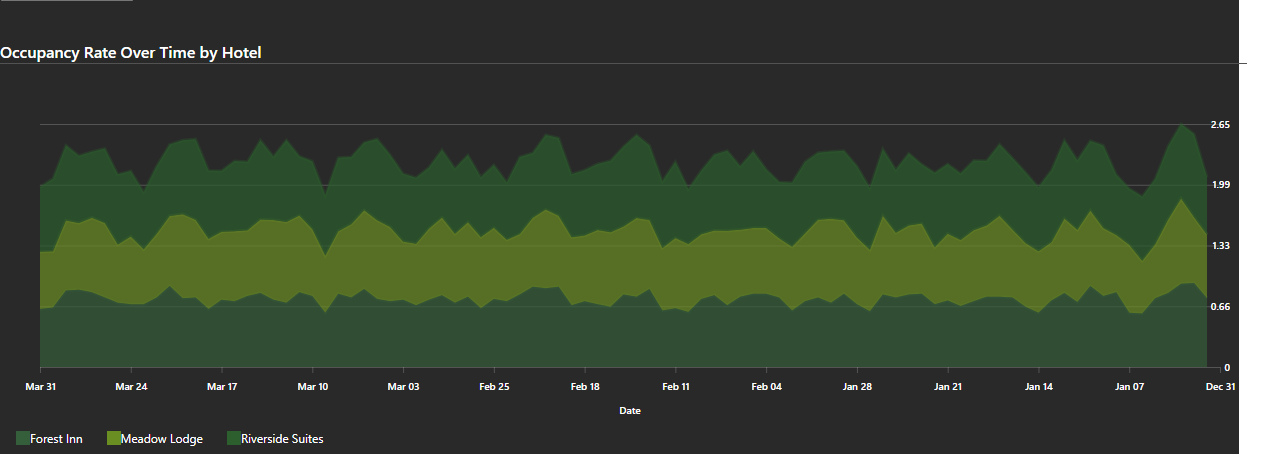 Occupancy Rate Over Time by Hotel
2.65
1.99
1.33
0.66
0
Mar 31 Mar 24 Mar 17 Mar 10 Mar 03 Feb 25 Feb 18 Feb 11 Feb 04 Jan 28 Jan 21 Jan 14 Jan 07 Dec 31
Date
Forest Inn Meadow Lodge Riverside Suites